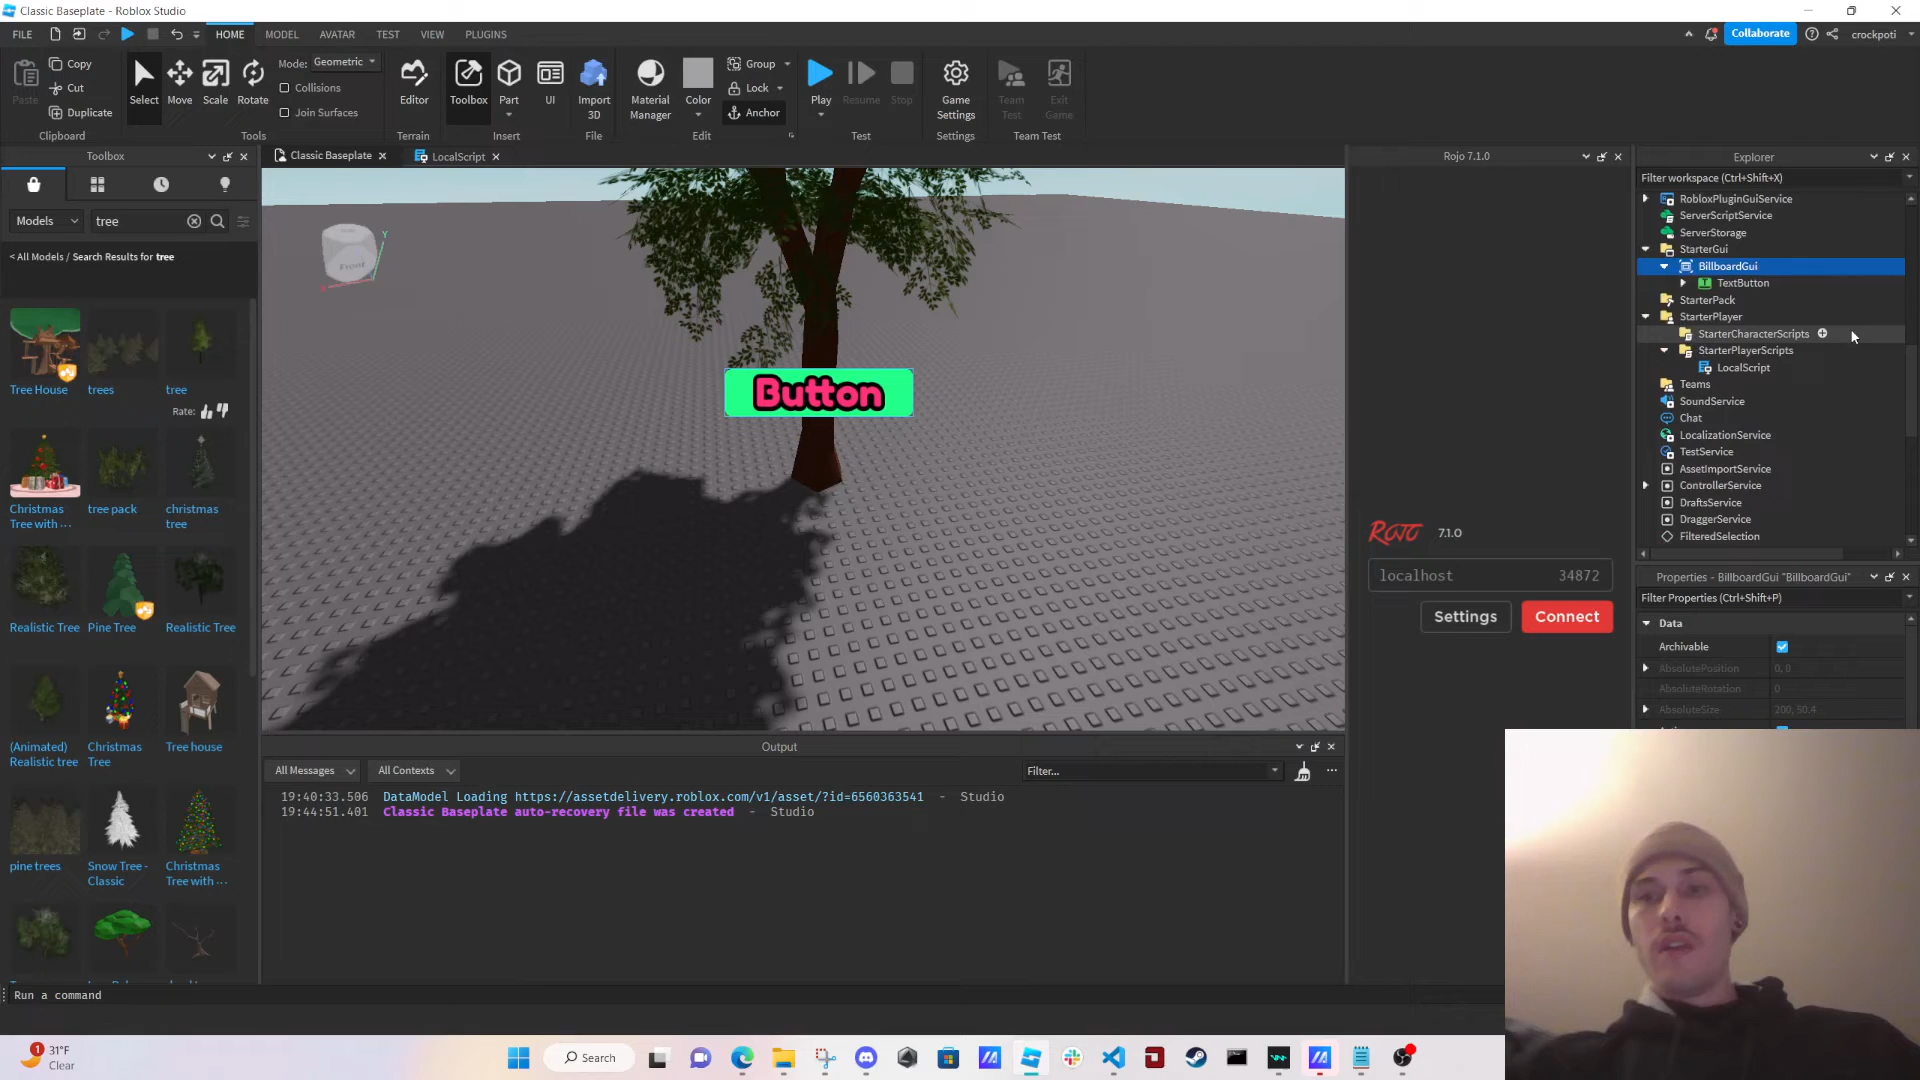 Classic Baseplate - Roblox Studio
FILE HOME MODEL AVATAR TEST VIEW PLUGINS
Collaborate crockpoti
Paste
Copy
Cut
Duplicate
Clipboard
Select Move Scale Rotate
Mode: Geometric
Collisions
Join Surfaces
Tools
Editor
Terrain
Toolbox Part UI
Insert
Import
3D
File
Material
Manager
Color
Group
Lock
Anchor
Edit
Play Resume Stop
Test
Game
Settings
Settings
Team
Test
Exit
Game
Team Test
Toolbox
Models tree
< All Models / Search Results for tree
Tree House trees tree
Rate:
Christmas
Tree with ...
tree pack
christmas
tree
Realistic Tree Pine Tree Realistic Tree
(Animated)
Realistic tree
Christmas
Tree
Tree house
pine trees
Snow Tree -
Classic
Christmas
Tree with ...
Classic Baseplate LocalScript
Front
Y
Button
Output
All Messages All Contexts Filter...
19:40:33.506 DataModel Loading https://assetdelivery.roblox.com/v1/asset/?id=6560363541 - Studio
19:44:51.401 Classic Baseplate auto-recovery file was created - Studio
Run a command
Rojo 7.1.0
ROJO 7.1.0
localhost 34872
Settings Connect
Explorer
Filter workspace (Ctrl+Shift+X)
RobloxPluginGuiService
ServerScriptService
ServerStorage
StarterGui
BillboardGui
TextButton
StarterPack
StarterPlayer
StarterCharacterScripts
StarterPlayerScripts
LocalScript
Teams
SoundService
Chat
LocalizationService
TestService
AssetImportService
ControllerService
DraftsService
DraggerService
FilteredSelection
Properties - BillboardGui "BillboardGui"
Filter Properties (Ctrl+Shift+P)
Data
Archivable
AbsolutePosition 0, 0
AbsoluteRotation 0
AbsoluteSize 200, 50.4
1
31°F
Clear
Search